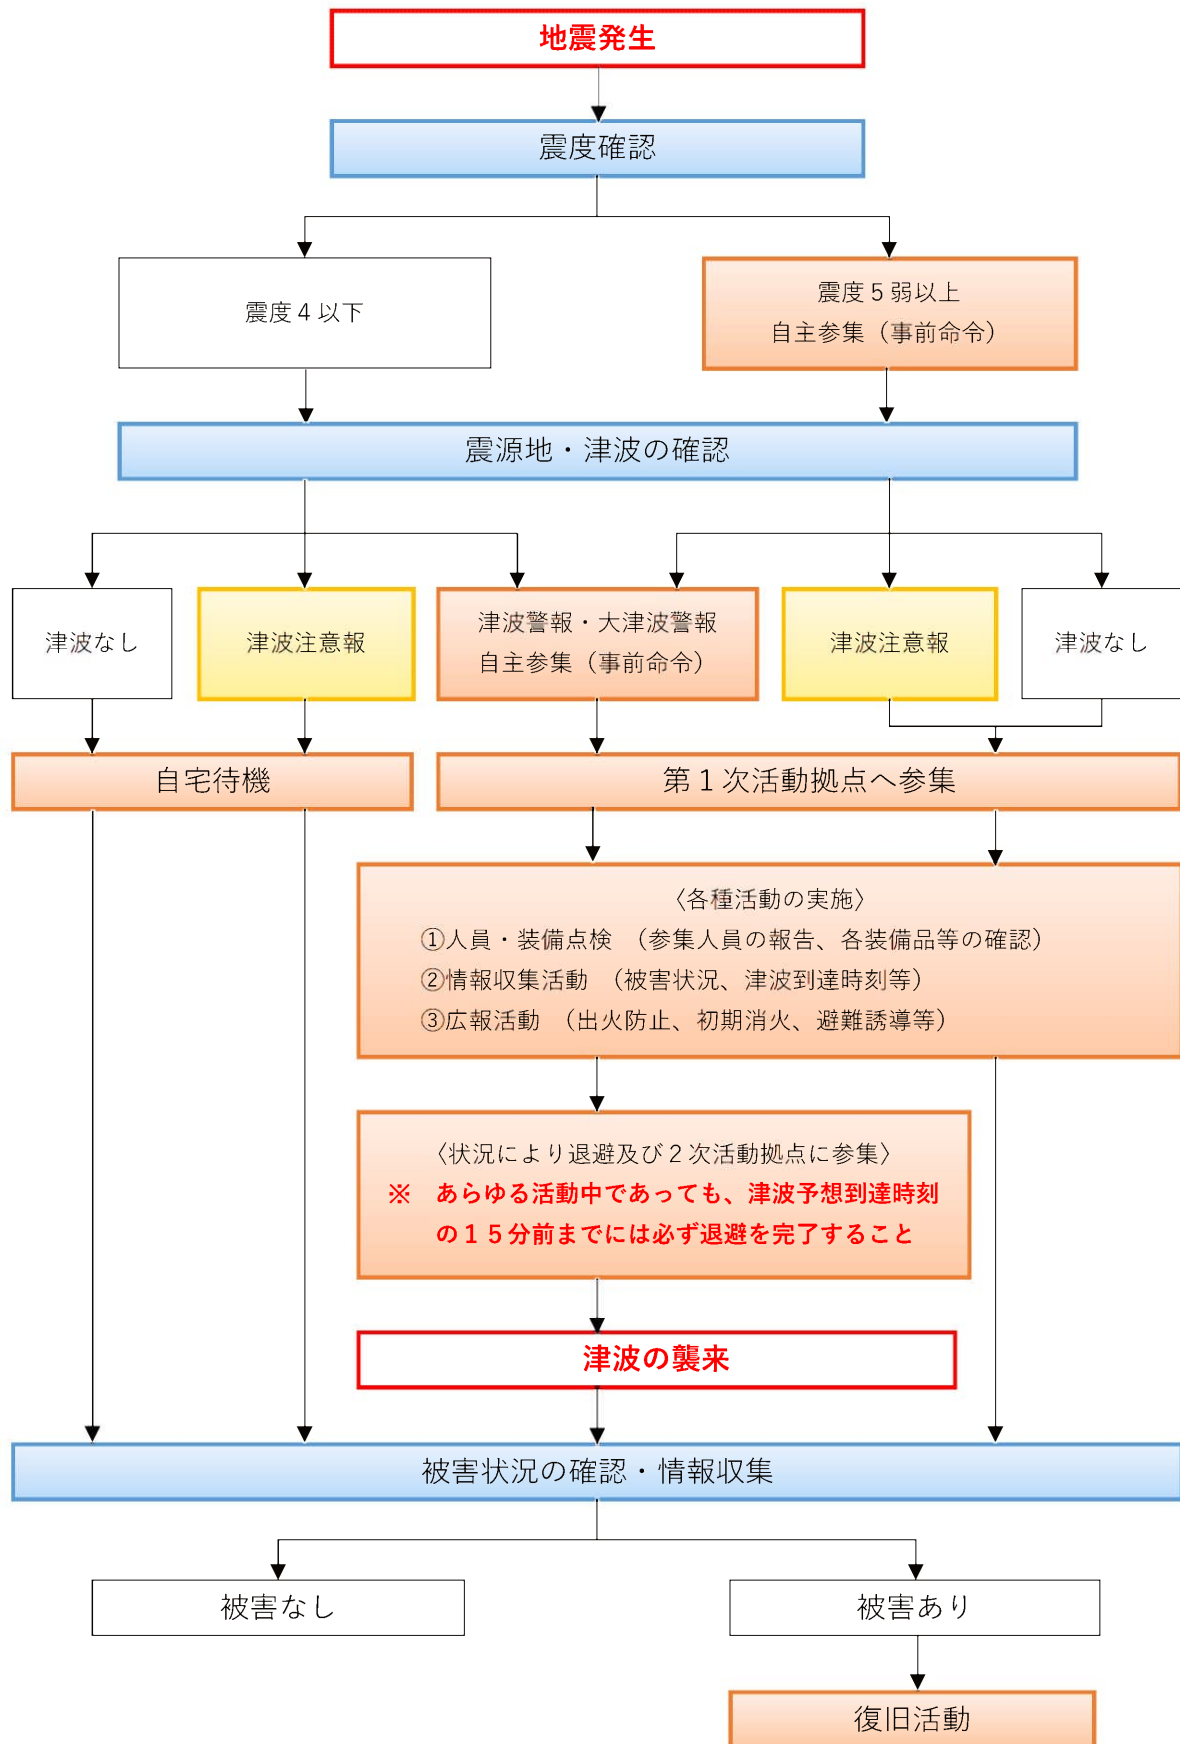 地震発生
震度確認
震度４以下
震度５弱以上
自主参集（事前命令）
震源地・津波の確認
津波なし
津波注意報
津波警報・大津波警報
自主参集（事前命令）
津波注意報
津波なし
自宅待機
第１次活動拠点へ参集
〈各種活動の実施〉
①人員・装備点検　（参集人員の報告、各装備品等の確認）
②情報収集活動　（被害状況、津波到達時刻等）
③広報活動　（出火防止、初期消火、避難誘導等）
〈状況により退避及び２次活動拠点に参集〉
※　あらゆる活動中であっても、津波予想到達時刻
の１５分前までには必ず退避を完了すること
津波の襲来
被害状況の確認・情報収集
被害なし
被害あり
復旧活動